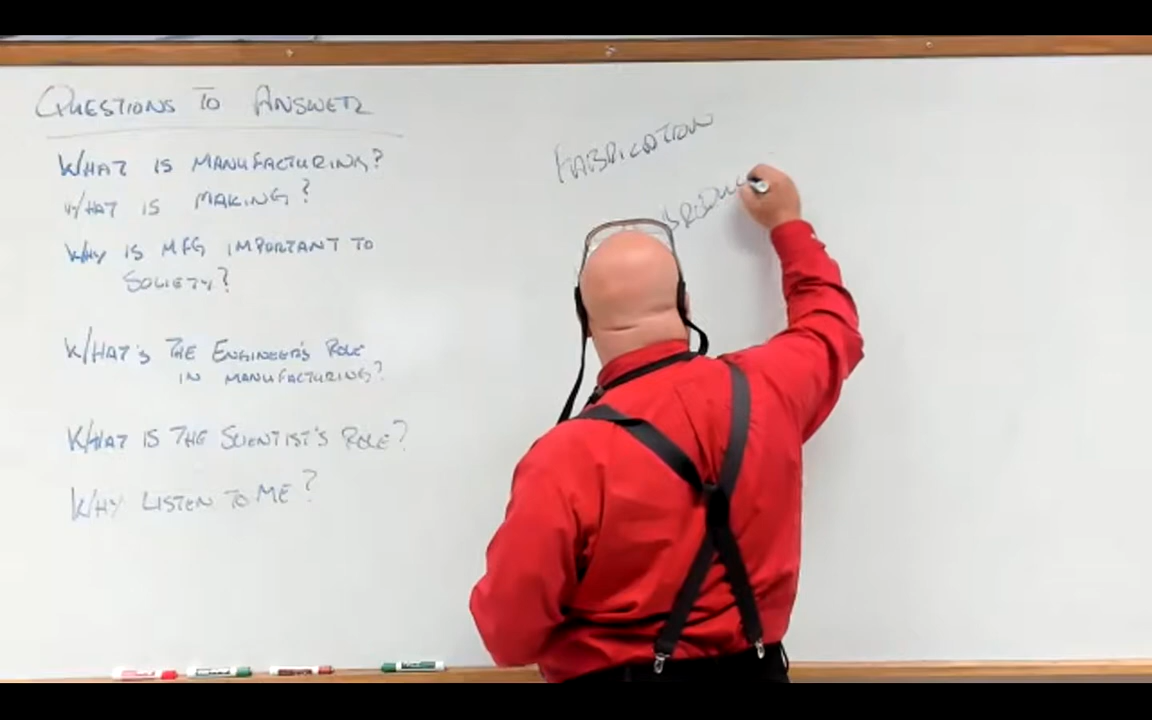 QUESTIONS TO ANSWER
WHAT IS MANUFACTURING?
WHAT IS MAKING?
WHY IS MFG IMPORTANT TO
SOCIETY?
WHAT'S THE ENGINEER'S ROLE
IN MANUFACTURING?
WHAT IS THE SCIENTIST'S ROLE?
WHY LISTEN TO ME?
FABRICATION